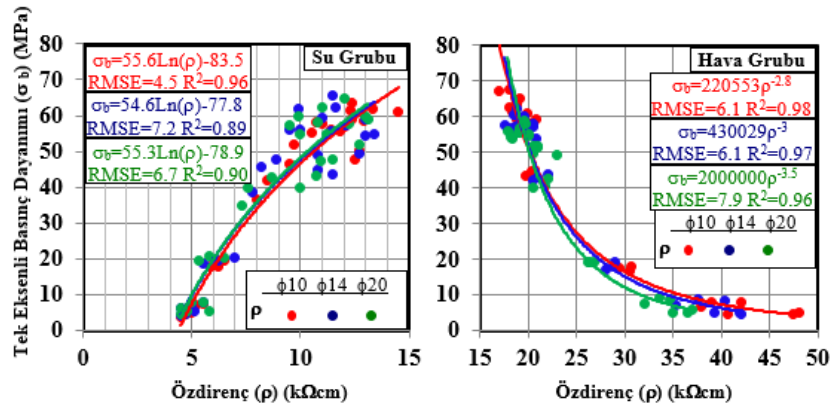 Tek Eksenli Basınç Dayanımı (σ b) (MPa)
80
70
60
50
40
30
20
10
0
σb=55.6Ln(ρ)-83.5
RMSE=4.5 R²=0.96
σb=54.6Ln(ρ)-77.8
RMSE=7.2 R²=0.89
σb=55.3Ln(ρ)-78.9
RMSE=6.7 R²=0.90
Su Grubu
ϕ10 ϕ14 ϕ20
ρ
0 5 10 15
Özdirenç (ρ) (kΩcm)
80
70
60
50
40
30
20
10
0
Hava Grubu
σb=220553ρ⁻²·⁸
RMSE=6.1 R²=0.98
σb=430029ρ⁻³
RMSE=6.1 R²=0.97
σb=2000000ρ⁻³·⁵
RMSE=7.9 R²=0.96
ϕ10 ϕ14 ϕ20
ρ
15 20 25 30 35 40 45 50
Özdirenç (ρ) (kΩcm)